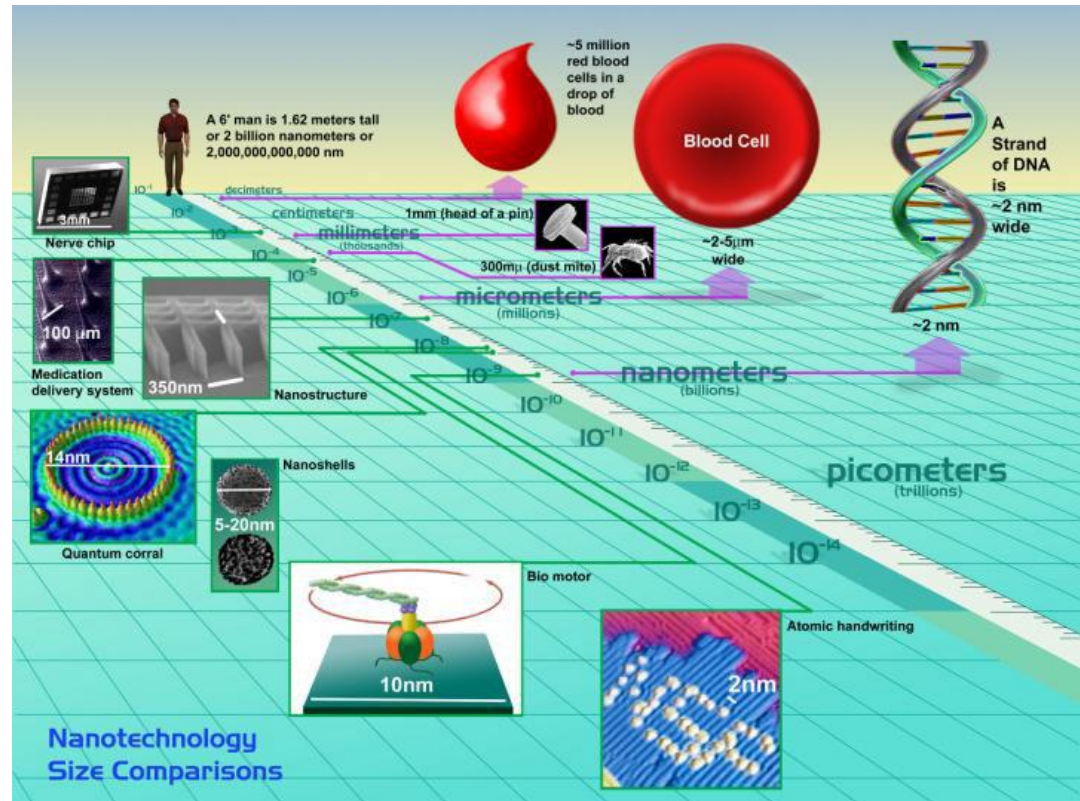 A 6' man is 1.62 meters tall
or 2 billion nanometers or
2,000,000,000,000 nm
~5 million
red blood
cells in a
drop of
blood
Blood Cell
A
Strand
of DNA
is
~2 nm
wide
3mm
Nerve chip
10-1
10-2
10-3
10-4
10-5
10-6
10-7
10-8
10-9
10-10
10-11
10-12
10-13
10-14
decimeters
centimeters
millimeters
(thousands)
1mm (head of a pin)
300mµ (dust mite)
~2-5µm
wide
micrometers
(millions)
~2 nm
nanometers
(billions)
picometers
(trillions)
100 µm
Medication
delivery system
350nm
Nanostructure
14nm
Quantum corral
Nanoshells
5-20nm
Bio motor
10nm
Atomic handwriting
2nm
Nanotechnology
Size Comparisons